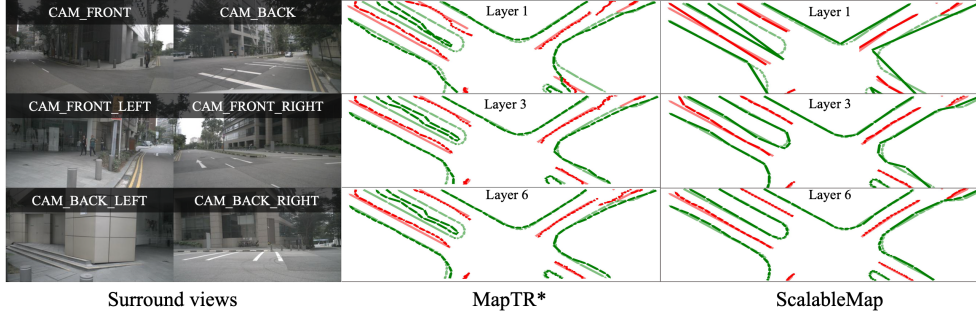 CAM_FRONT CAM_BACK Layer 1 Layer 1
CAM_FRONT_LEFT CAM_FRONT_RIGHT Layer 3 Layer 3
CAM_BACK_LEFT CAM_BACK_RIGHT Layer 6 Layer 6
Surround views MapTR* ScalableMap